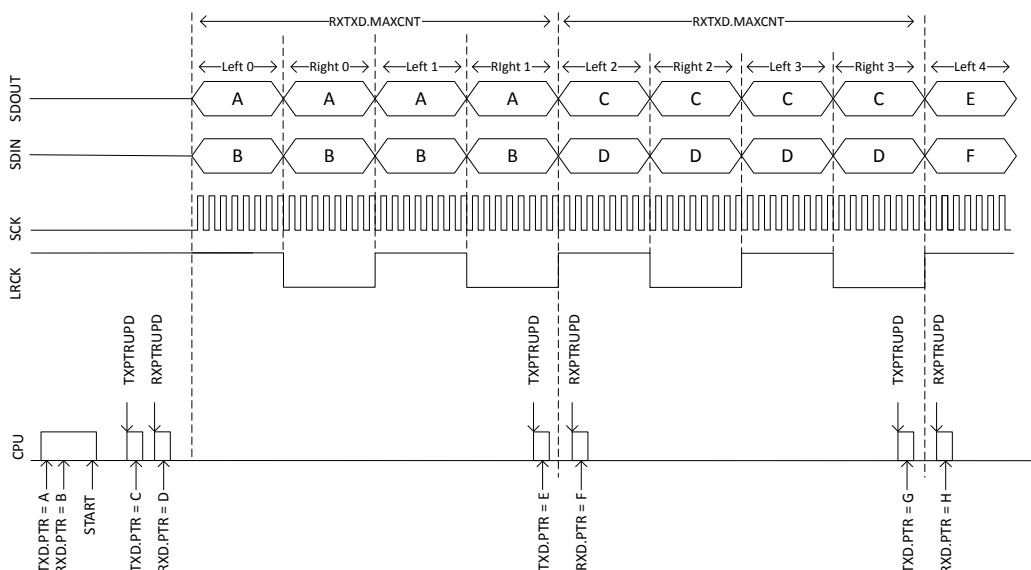 RXTXD.MAXCNT RXTXD.MAXCNT
Left 0 Right 0 Left 1 RIght 1 Left 2 Right 2 Left 3 Right 3 Left 4
SDOUT A A A A C C C C E
SDIN B B B B D D D D F
SCK
LRCK
TXPTRUPD RXPTRUPD TXPTRUPD RXPTRUPD TXPTRUPD RXPTRUPD
CPU
TXD.PTR = A RXD.PTR = B START TXD.PTR = C RXD.PTR = D TXD.PTR = E RXD.PTR = F TXD.PTR = G RXD.PTR = H